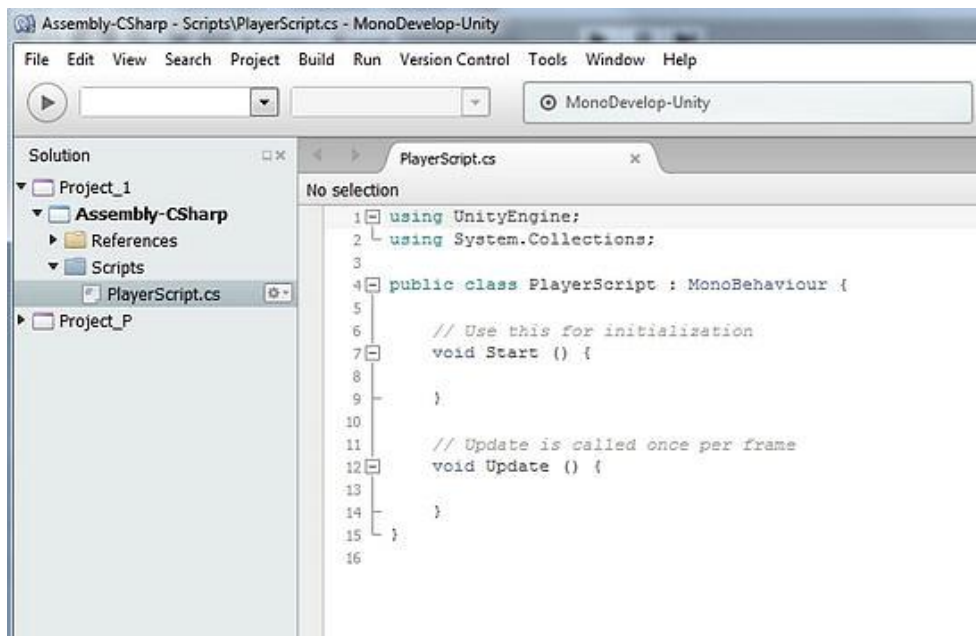 Assembly-CSharp - Scripts\PlayerScript.cs - MonoDevelop-Unity
File Edit View Search Project Build Run Version Control Tools Window Help
MonoDevelop-Unity
Solution
PlayerScript.cs
Project_1
No selection
Assembly-CSharp
References
Scripts
PlayerScript.cs
Project_P
1 using UnityEngine;
2 using System.Collections;
3
4 public class PlayerScript : MonoBehaviour {
5
6 // Use this for initialization
7 void Start () {
8
9 }
10
11 // Update is called once per frame
12 void Update () {
13
14 }
15 }
16